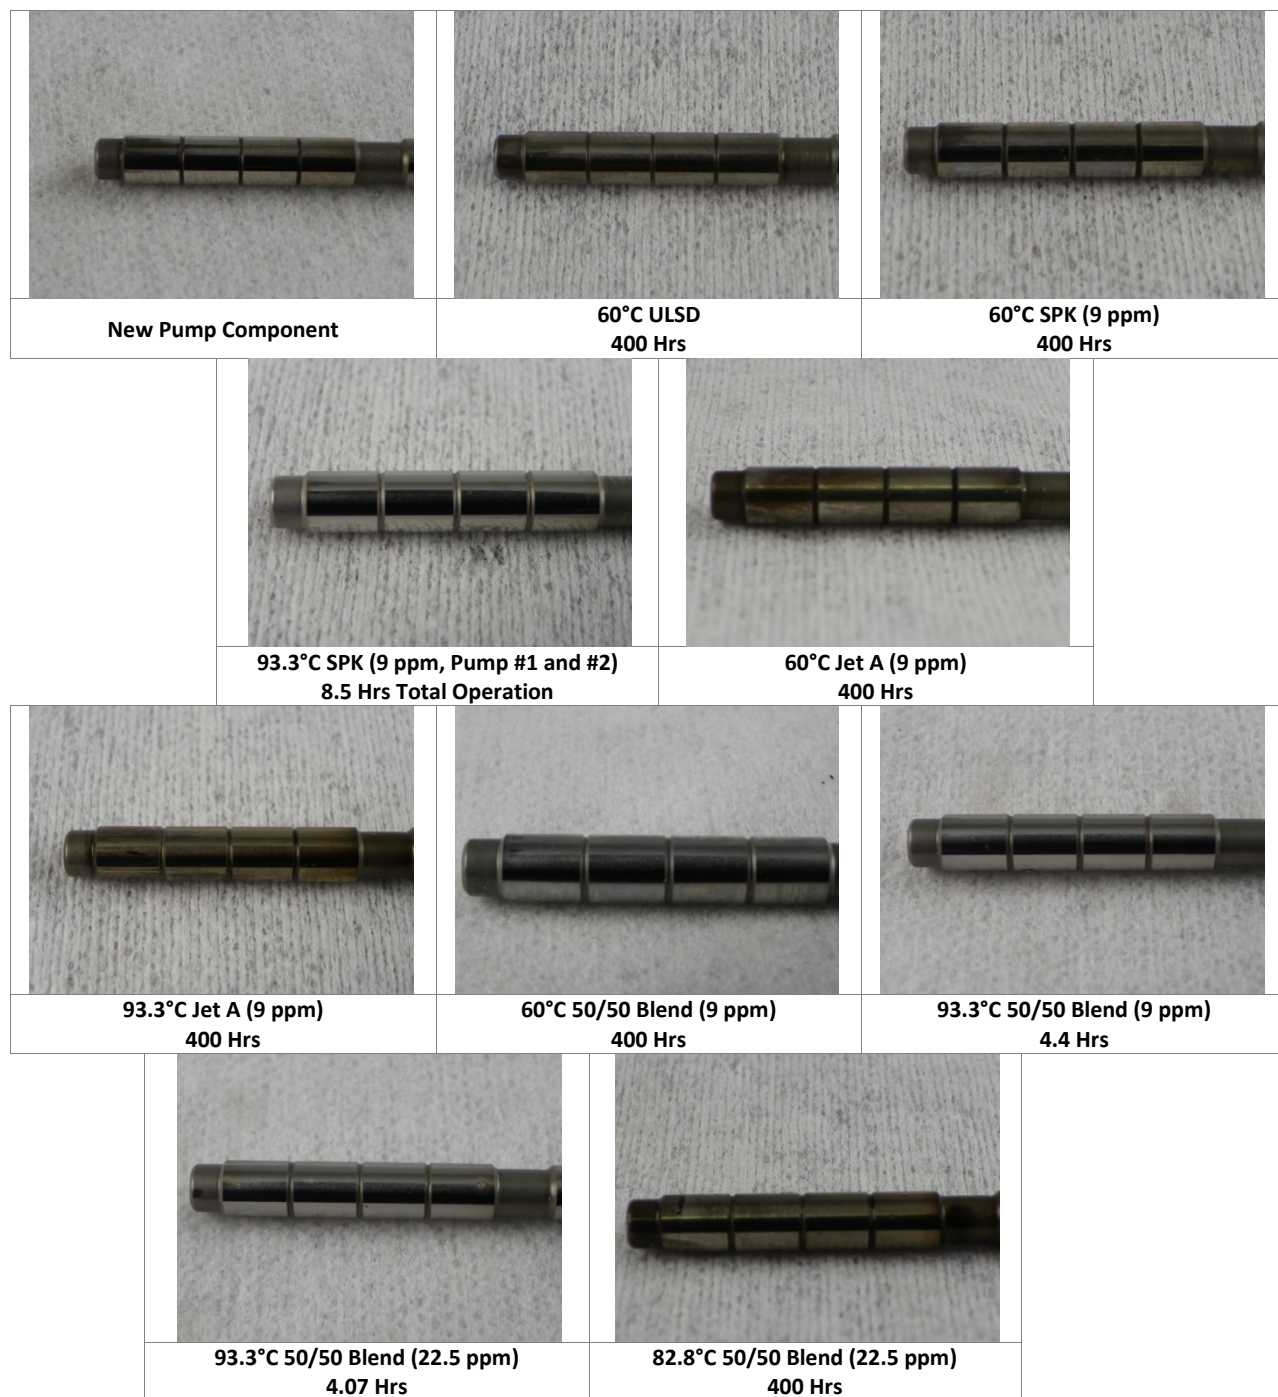 New Pump Component
60°C ULSD
400 Hrs
60°C SPK (9 ppm)
400 Hrs
93.3°C SPK (9 ppm, Pump #1 and #2)
8.5 Hrs Total Operation
60°C Jet A (9 ppm)
400 Hrs
93.3°C Jet A (9 ppm)
400 Hrs
60°C 50/50 Blend (9 ppm)
400 Hrs
93.3°C 50/50 Blend (9 ppm)
4.4 Hrs
93.3°C 50/50 Blend (22.5 ppm)
4.07 Hrs
82.8°C 50/50 Blend (22.5 ppm)
400 Hrs